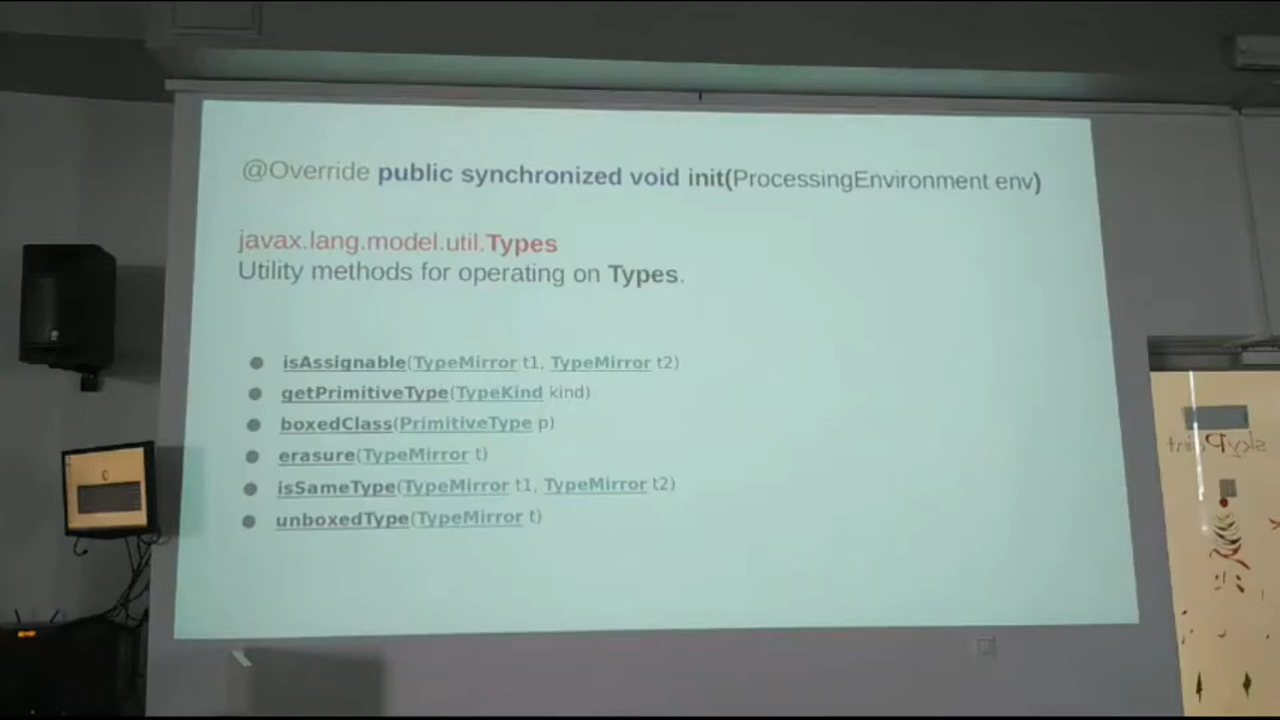 @Override public synchronized void init(ProcessingEnvironment env)
javax.lang.model.util.Types
Utility methods for operating on Types.
isAssignable(TypeMirror t1, TypeMirror t2)
getPrimitiveType(TypeKind kind)
boxedClass(PrimitiveType p)
erasure(TypeMirror t)
isSameType(TypeMirror t1, TypeMirror t2)
unboxedType(TypeMirror t)
skyPoint